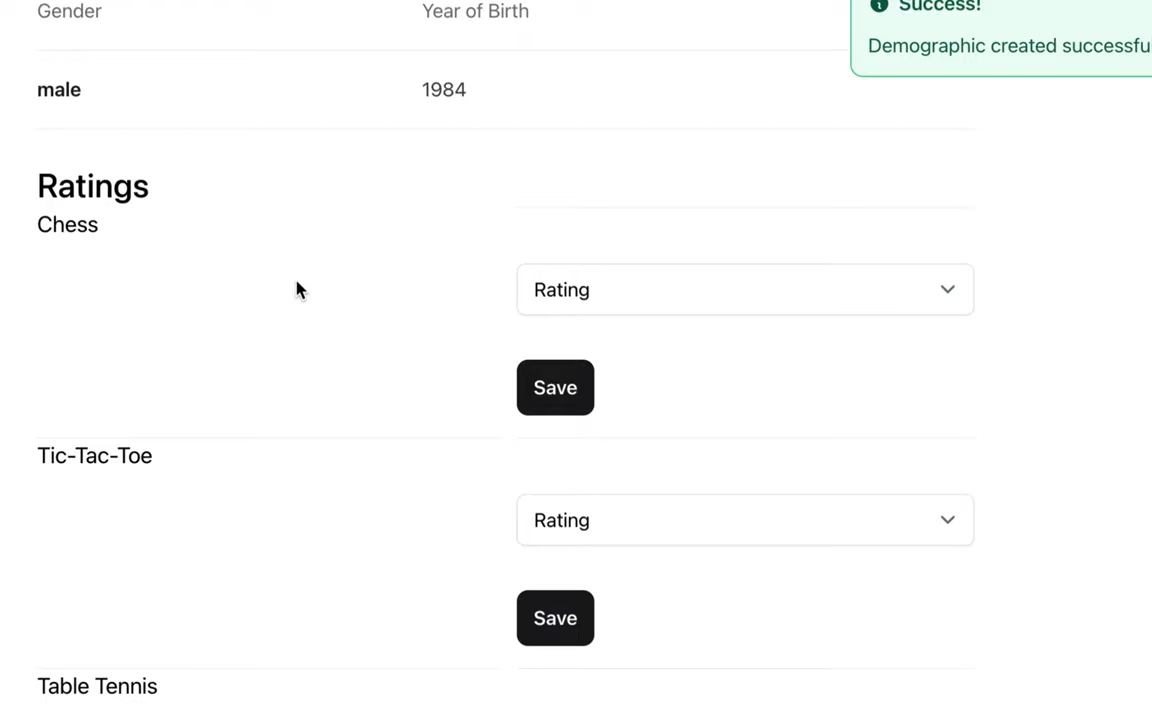 Gender
Year of Birth
Success!
Demographic created successfu
male
1984
Ratings
Chess
Rating
Save
Tic-Tac-Toe
Rating
Save
Table Tennis